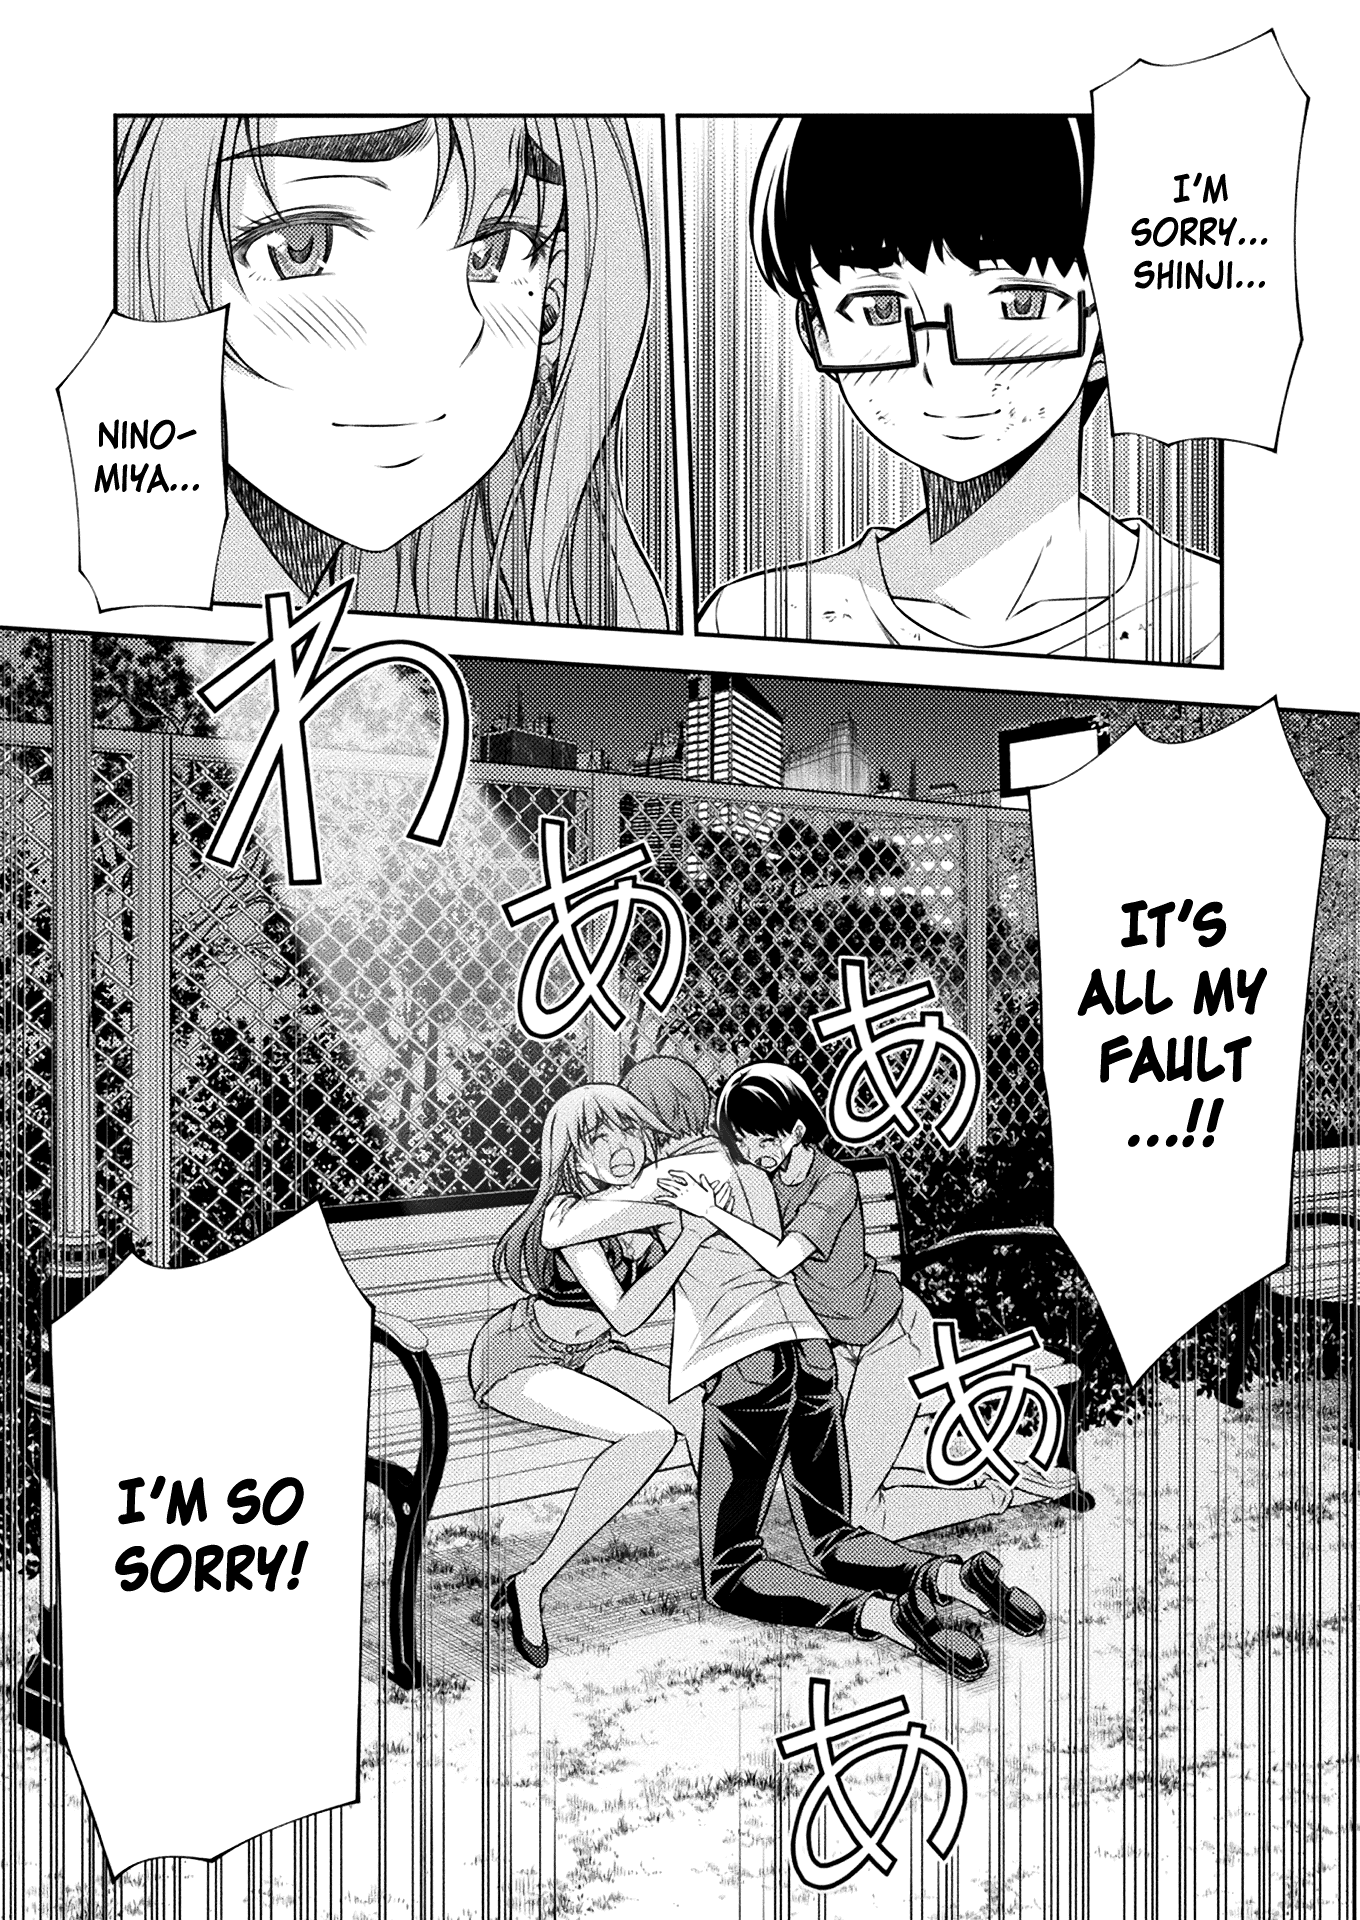 I'M
SORRY...
SHINJI...
NINO-
MIYA...
わ
あ
あ
あ
あ
IT'S
ALL MY
FAULT
...!!
I'M SO
SORRY!